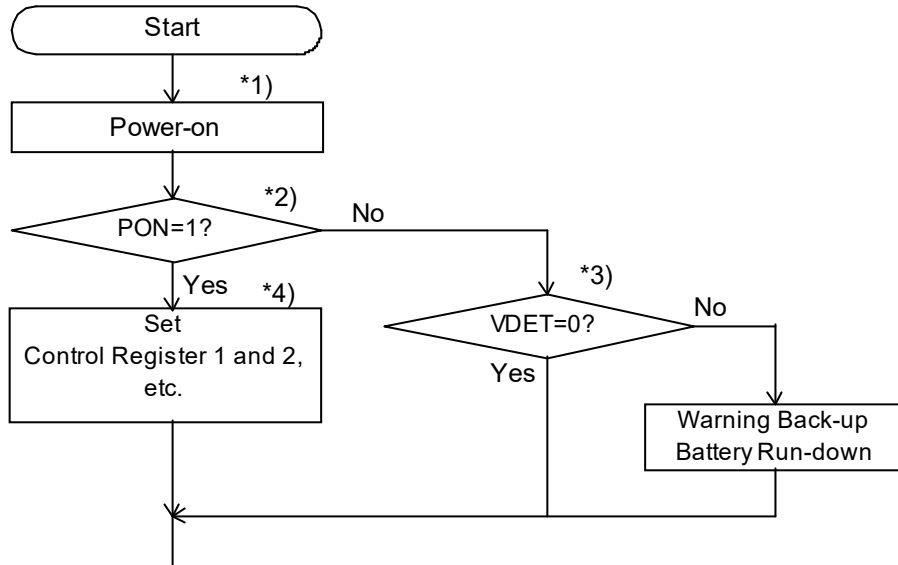 Start
*1)
Power-on
*2)
PON=1?
No
Yes
*4)
Set
Control Register 1 and 2,
etc.
*3)
VDET=0?
No
Yes
Warning Back-up
Battery Run-down